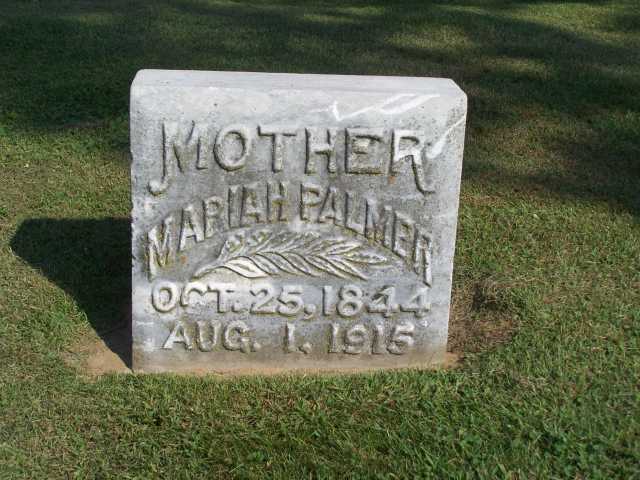 MOTHER
MARIAH PALMER
OCT. 25, 1844
AUG. 1, 1915